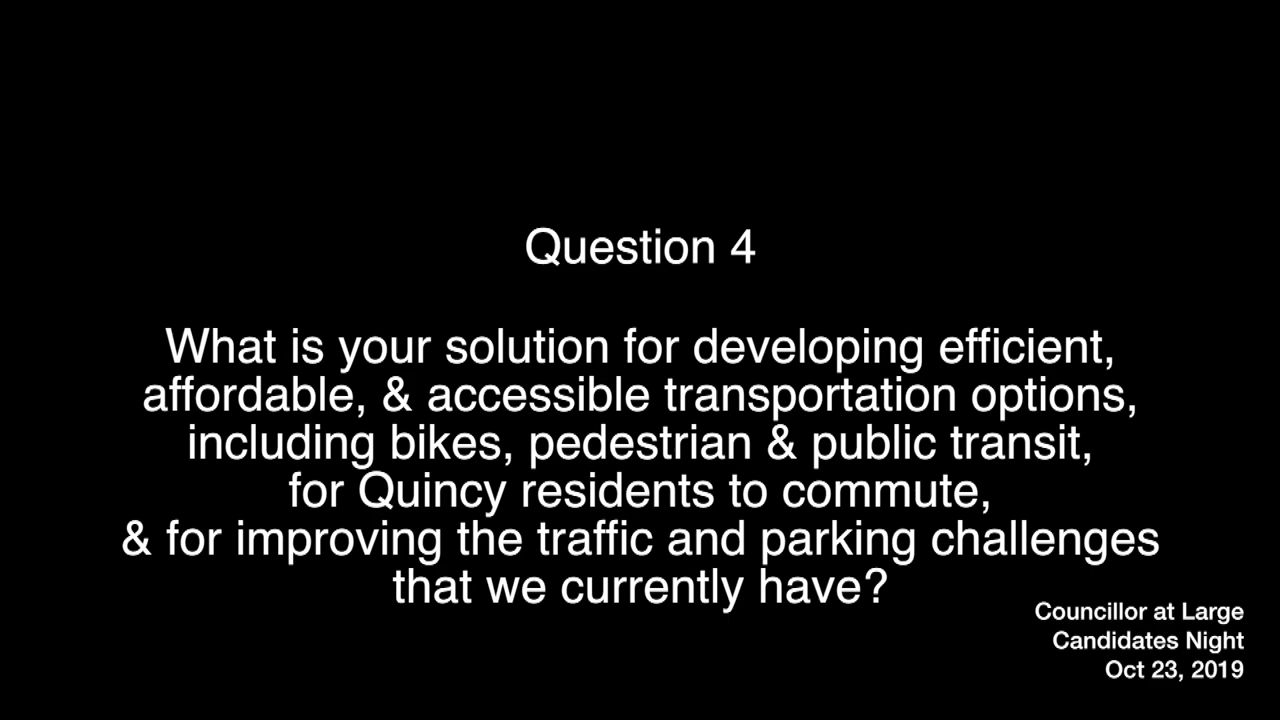 Question 4
What is your solution for developing efficient,
affordable, & accessible transportation options,
including bikes, pedestrian & public transit,
for Quincy residents to commute,
& for improving the traffic and parking challenges
that we currently have?
Councillor at Large
Candidates Night
Oct 23, 2019